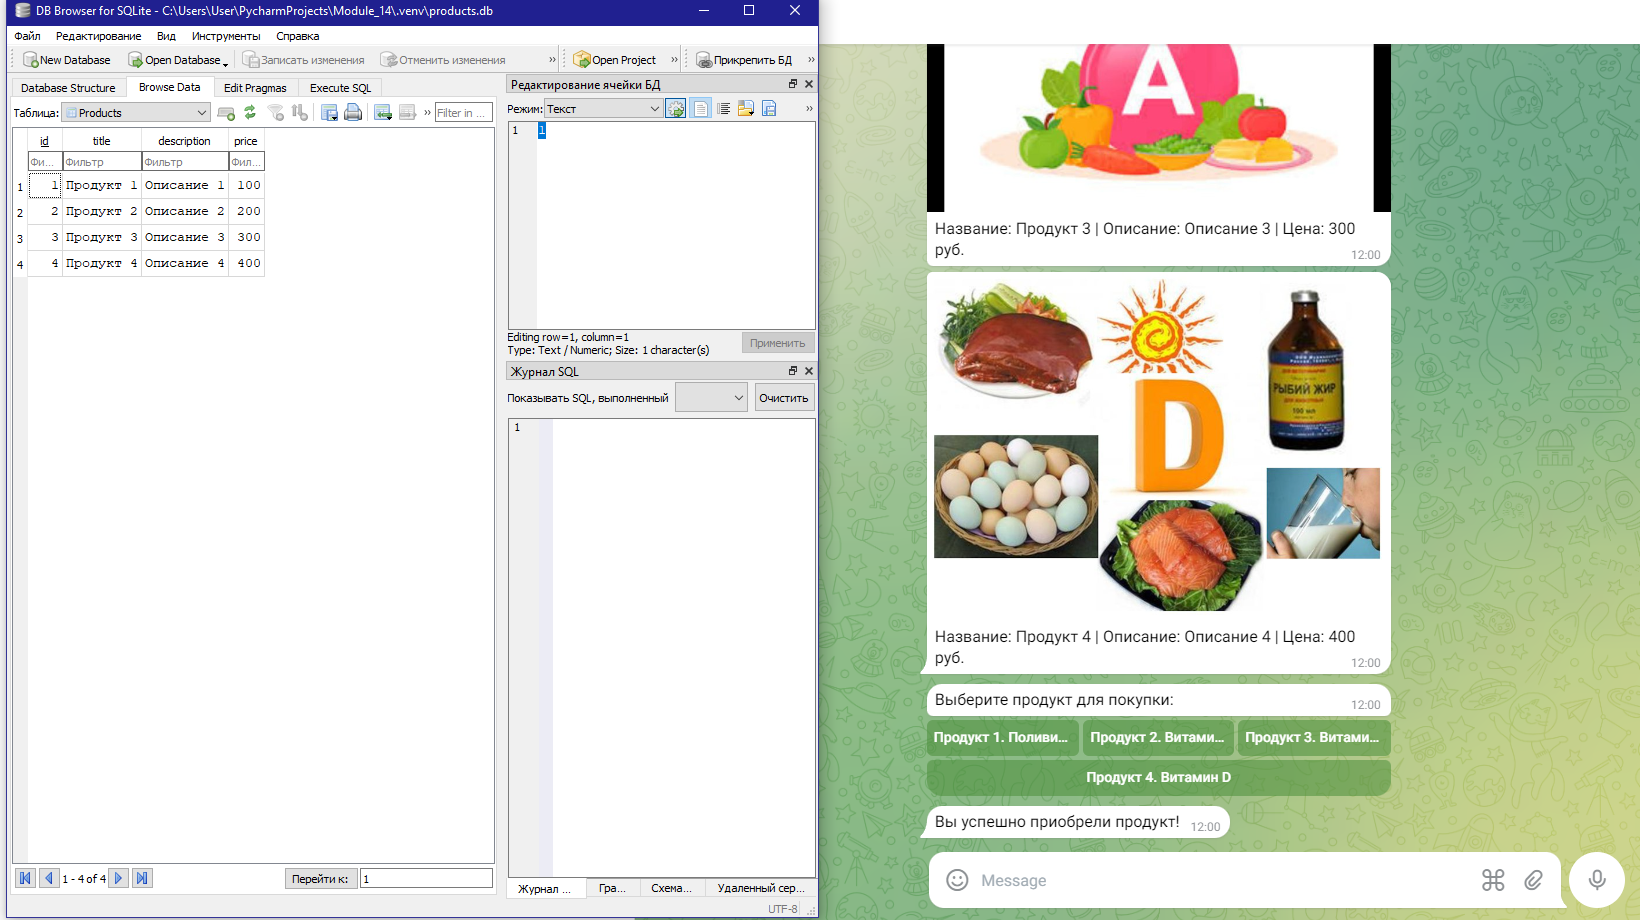 DB Browser for SQLite - C:\Users\User\PycharmProjects\Module_14\.venv\products.db
Файл Редактирование Вид Инструменты Справка
New Database Open Database Записать изменения Отменить изменения » Open Project » Прикрепить БД »
Database Structure Browse Data Edit Pragmas Execute SQL
Таблица: Products » Filter in ...
id title description price
Фи... Фильтр Фильтр Фил...
1 1 Продукт 1 Описание 1 100
2 2 Продукт 2 Описание 2 200
3 3 Продукт 3 Описание 3 300
4 4 Продукт 4 Описание 4 400
1 - 4 of 4 Перейти к: 1
Редактирование ячейки БД
Режим: Текст »
1 1
Editing row=1, column=1
Type: Text / Numeric; Size: 1 character(s)
Применить
Журнал SQL
Показывать SQL, выполненный Очистить
1
Журнал ... Гра... Схема... Удаленный сер...
UTF-8
A
Название: Продукт 3 | Описание: Описание 3 | Цена: 300
руб.
12:00
D
РЫБИЙ ЖИР
100 мл
Название: Продукт 4 | Описание: Описание 4 | Цена: 400
руб.
12:00
Выберите продукт для покупки:
12:00
Продукт 1. Поливи... Продукт 2. Витами... Продукт 3. Витами...
Продукт 4. Витамин D
Вы успешно приобрели продукт! 12:00
Message